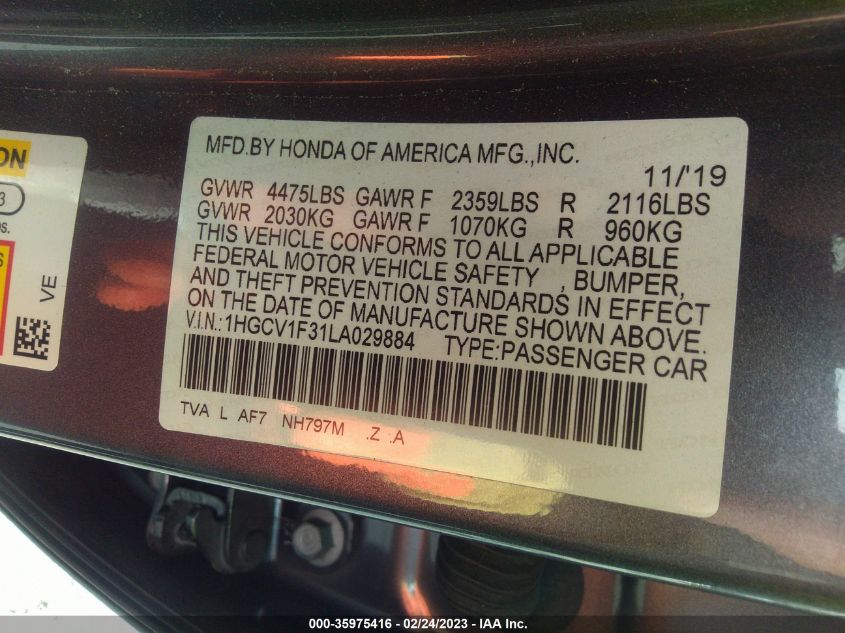 MFD.BY HONDA OF AMERICA MFG.,INC.
11/'19
GVWR 4475LBS GAWR F 2359LBS R 2116LBS
GVWR 2030KG GAWR F 1070KG R 960KG
THIS VEHICLE CONFORMS TO ALL APPLICABLE
FEDERAL MOTOR VEHICLE SAFETY , BUMPER,
AND THEFT PREVENTION STANDARDS IN EFFECT
ON THE DATE OF MANUFACTURE SHOWN ABOVE.
V.I.N.:1HGCV1F31LA029884 TYPE:PASSENGER CAR
TVA L AF7 NH797M .Z .A
ON
3
s.
S
VE
000-35975416 - 02/24/2023 - IAA Inc.